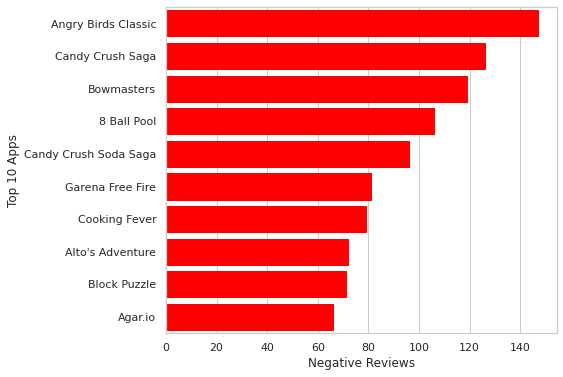 Top 10 Apps
Angry Birds Classic
Candy Crush Saga
Bowmasters
8 Ball Pool
Candy Crush Soda Saga
Garena Free Fire
Cooking Fever
Alto's Adventure
Block Puzzle
Agar.io
0 20 40 60 80 100 120 140
Negative Reviews